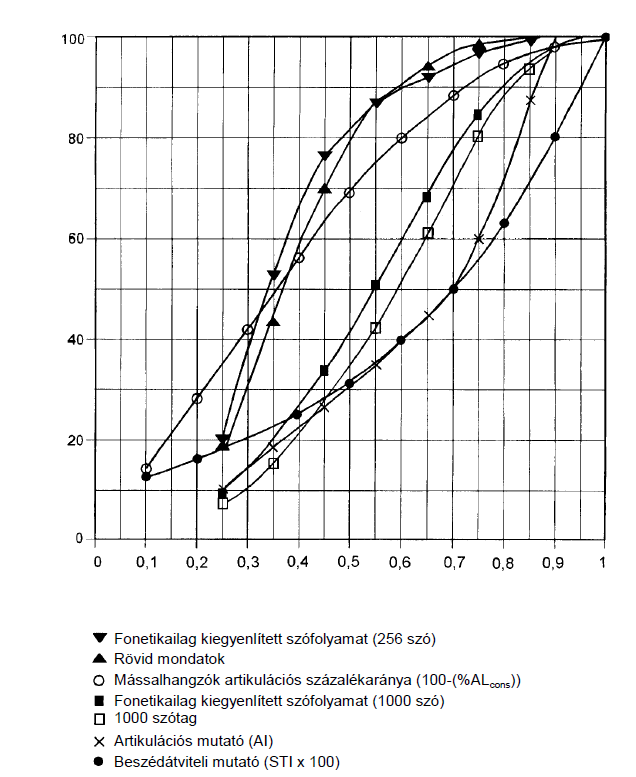 100
80
60
40
20
0
0 0,1 0,2 0,3 0,4 0,5 0,6 0,7 0,8 0,9 1
Fonetikailag kiegyenlített szófolyamat (256 szó)
Rövid mondatok
Mássalhangzók artikulációs százalékaránya (100-(%ALcons))
Fonetikailag kiegyenlített szófolyamat (1000 szó)
1000 szótag
Artikulációs mutató (AI)
Beszédátviteli mutató (STI x 100)